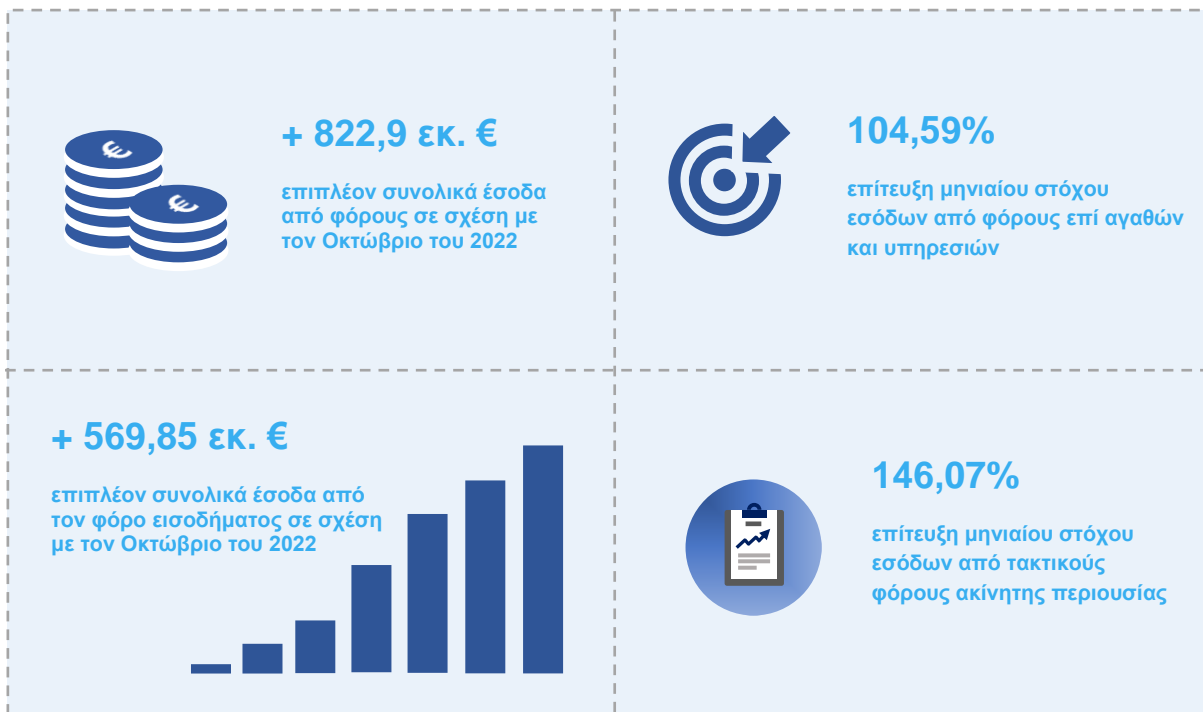 + 822,9 εκ. €
επιπλέον συνολικά έσοδα
από φόρους σε σχέση με
τον Οκτώβριο του 2022
104,59%
επίτευξη μηνιαίου στόχου
εσόδων από φόρους επί αγαθών
και υπηρεσιών
+ 569,85 εκ. €
επιπλέον συνολικά έσοδα από
τον φόρο εισοδήματος σε σχέση
με τον Οκτώβριο του 2022
146,07%
επίτευξη μηνιαίου στόχου
εσόδων από τακτικούς
φόρους ακίνητης περιουσίας